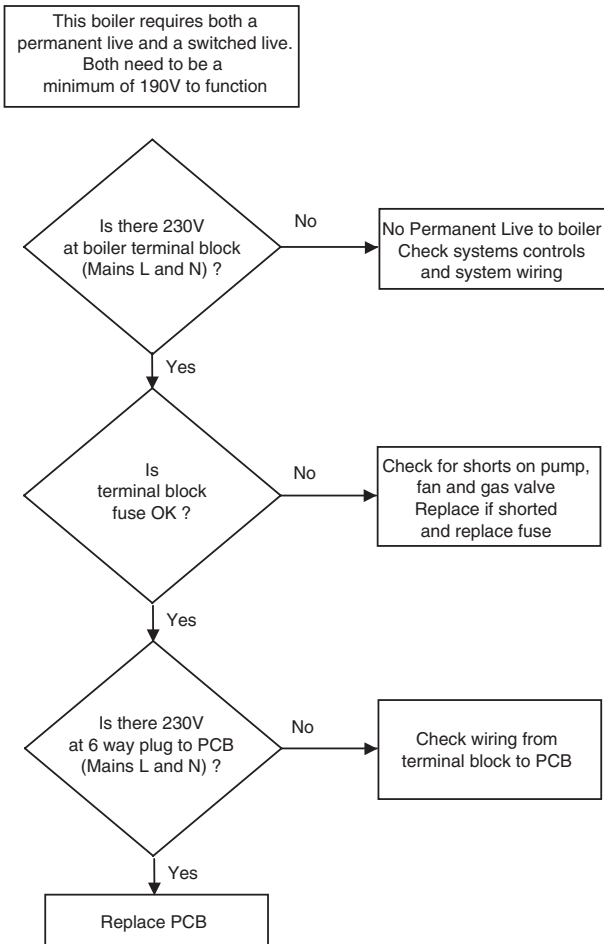 This boiler requires both a
permanent live and a switched live.
Both need to be a
minimum of 190V to function
Is there 230V
at boiler terminal block
(Mains L and N) ?
No
No Permanent Live to boiler
Check systems controls
and system wiring
Yes
Is
terminal block
fuse OK ?
No
Check for shorts on pump,
fan and gas valve
Replace if shorted
and replace fuse
Yes
Is there 230V
at 6 way plug to PCB
(Mains L and N) ?
No
Check wiring from
terminal block to PCB
Yes
Replace PCB